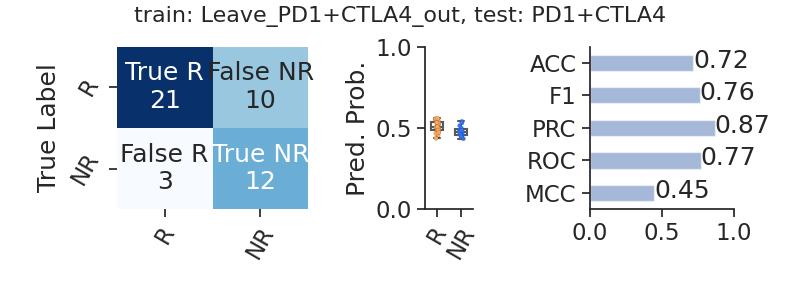 train: Leave_PD1+CTLA4_out, test: PD1+CTLA4
True Label
R
NR
True R
21
False NR
10
False R
3
True NR
12
R
NR
Pred. Prob.
1.0
0.5
0.0
R
NR
ACC
F1
PRC
ROC
MCC
0.72
0.76
0.87
0.77
0.45
0.0
0.5
1.0